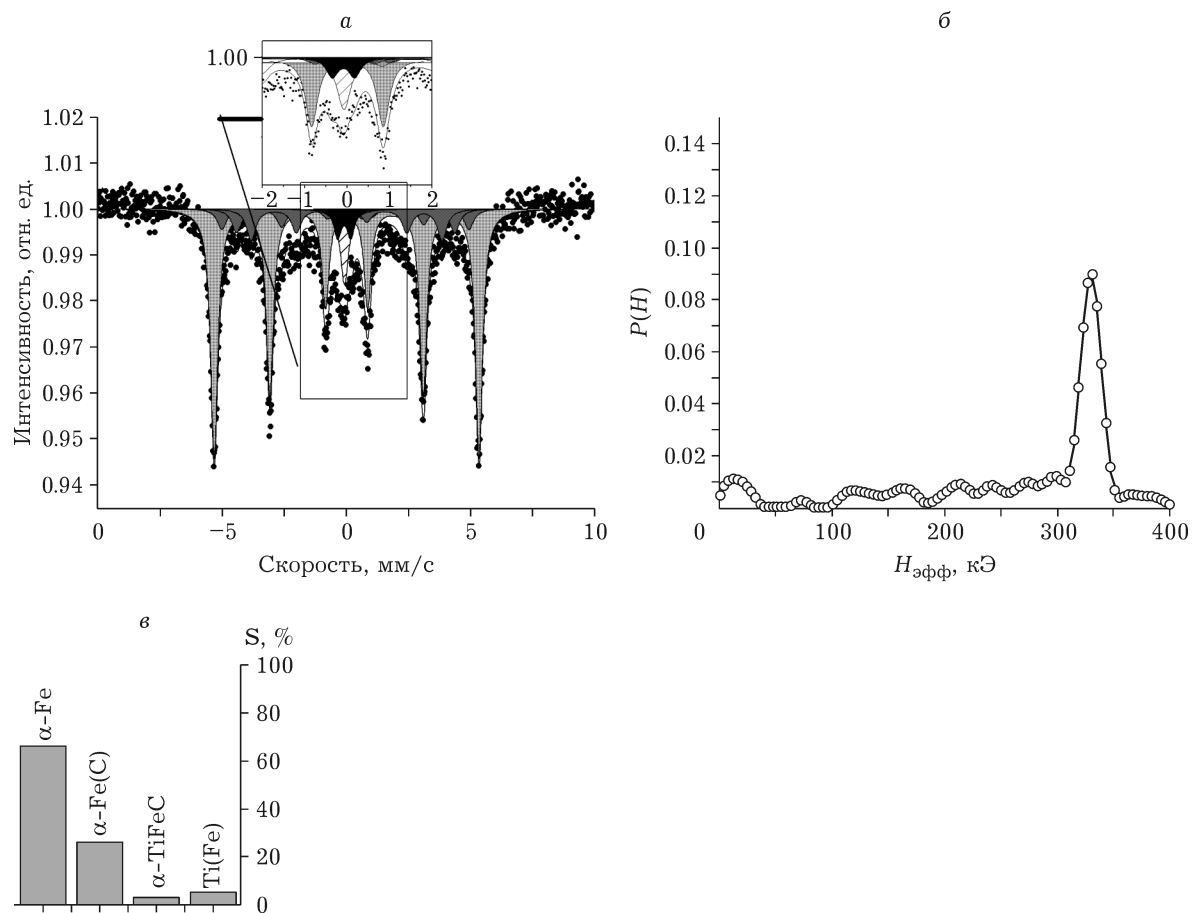 а
1.00
−2 −1 0 1 2
1.02
1.01
1.00
0.99
0.98
0.97
0.96
0.95
0.94
Интенсивность, отн. ед.
0 −5 0 5 10
Скорость, мм/с
б
0.14
0.12
0.10
0.08
0.06
0.04
0.02
P(H)
0 100 200 300 400
Hэфф, кЭ
в
S, %
100
80
60
40
20
0
α-Fe
α-Fe(C)
α-TiFeC
Ti(Fe)